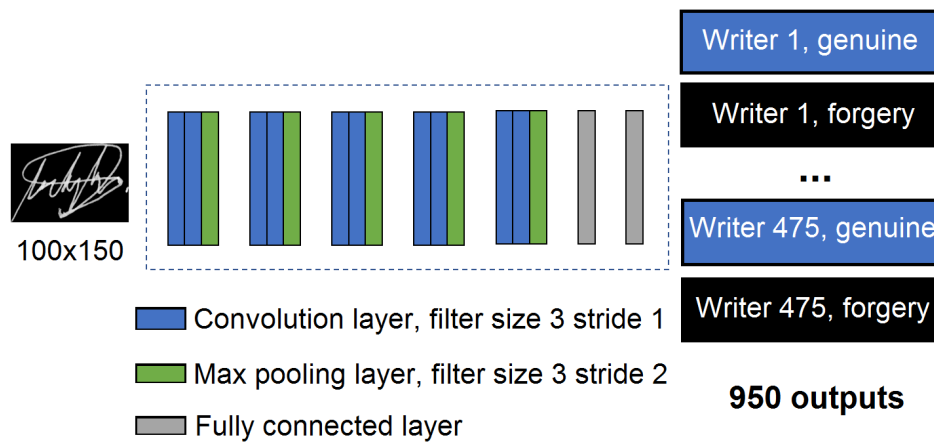 Writer 1, genuine
Writer 1, forgery
...
Writer 475, genuine
Writer 475, forgery
950 outputs
100x150
Convolution layer, filter size 3 stride 1
Max pooling layer, filter size 3 stride 2
Fully connected layer